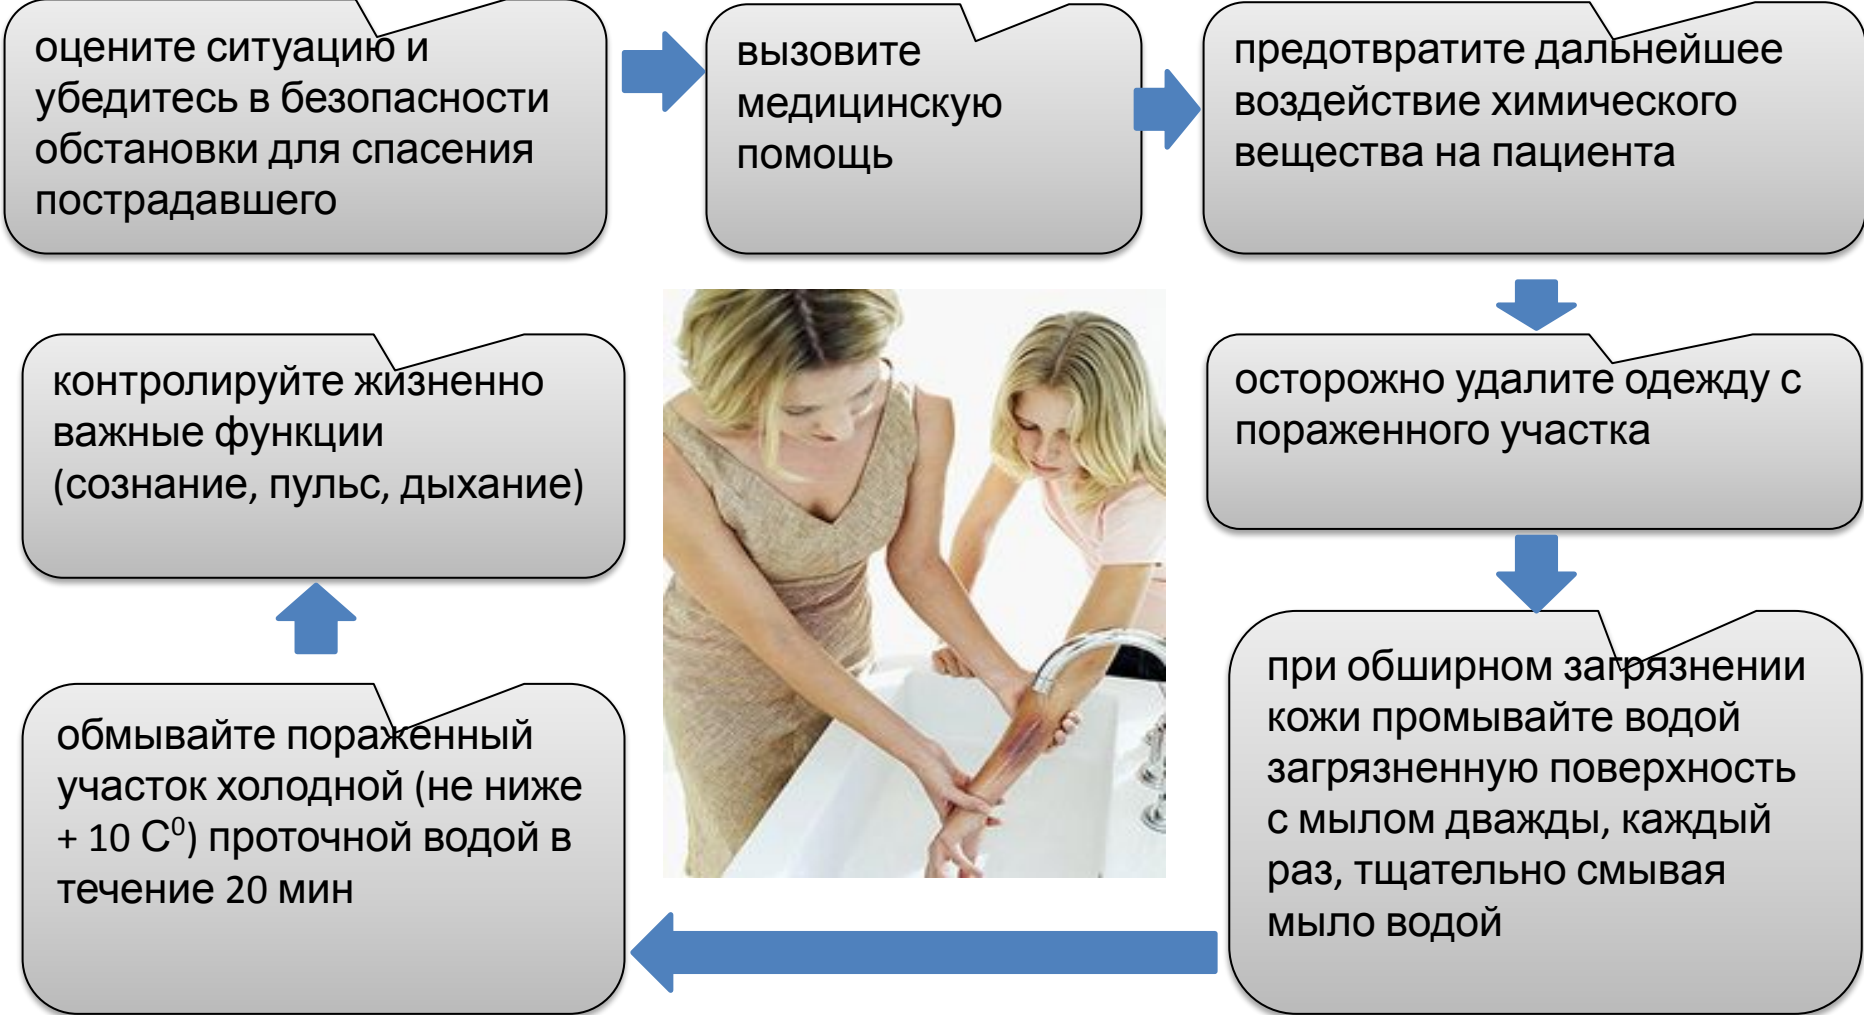 оцените ситуацию и
убедитесь в безопасности
обстановки для спасения
пострадавшего
вызовите
медицинскую
помощь
предотвратите дальнейшее
воздействие химического
вещества на пациента
осторожно удалите одежду с
пораженного участка
при обширном загрязнении
кожи промывайте водой
загрязненную поверхность
с мылом дважды, каждый
раз, тщательно смывая
мыло водой
обмывайте пораженный
участок холодной (не ниже
+ 10 С⁰) проточной водой в
течение 20 мин
контролируйте жизненно
важные функции
(сознание, пульс, дыхание)